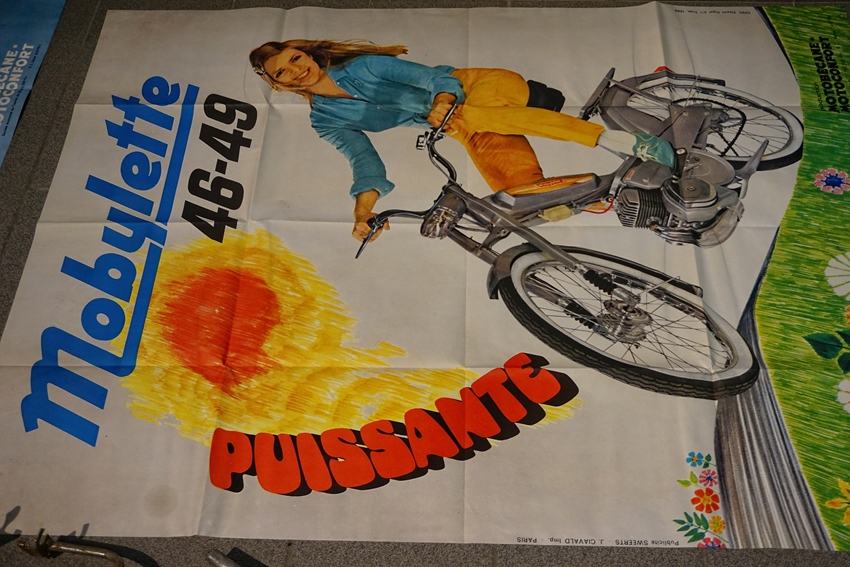 Mobylette
46-49
PUISSANTE
MOTOBÉCANE
MOTOCONFORT
Publicité SWEERTS - J. CIAVALD Imp. - PARIS